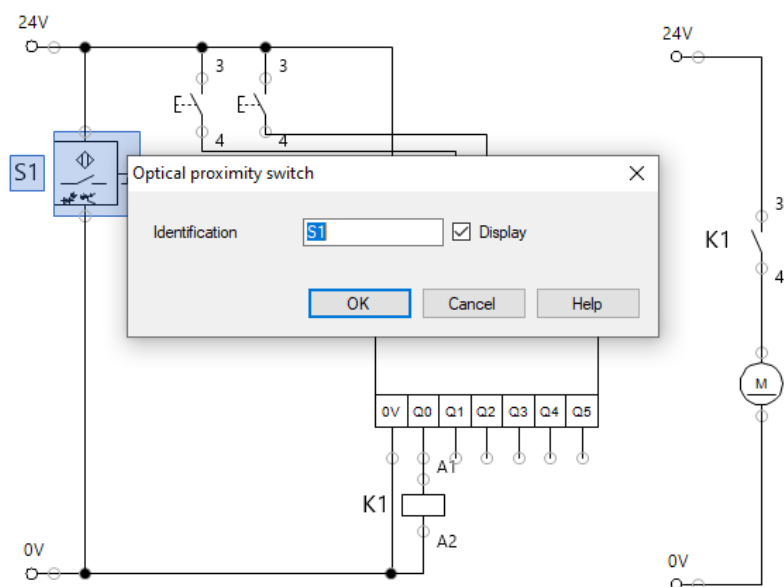 24V
24V
3
3
4
4
S1
Optical proximity switch
Identification
S1
Display
OK
Cancel
Help
K1
3
4
M
0V Q0 Q1 Q2 Q3 Q4 Q5
A1
K1
A2
0V
0V